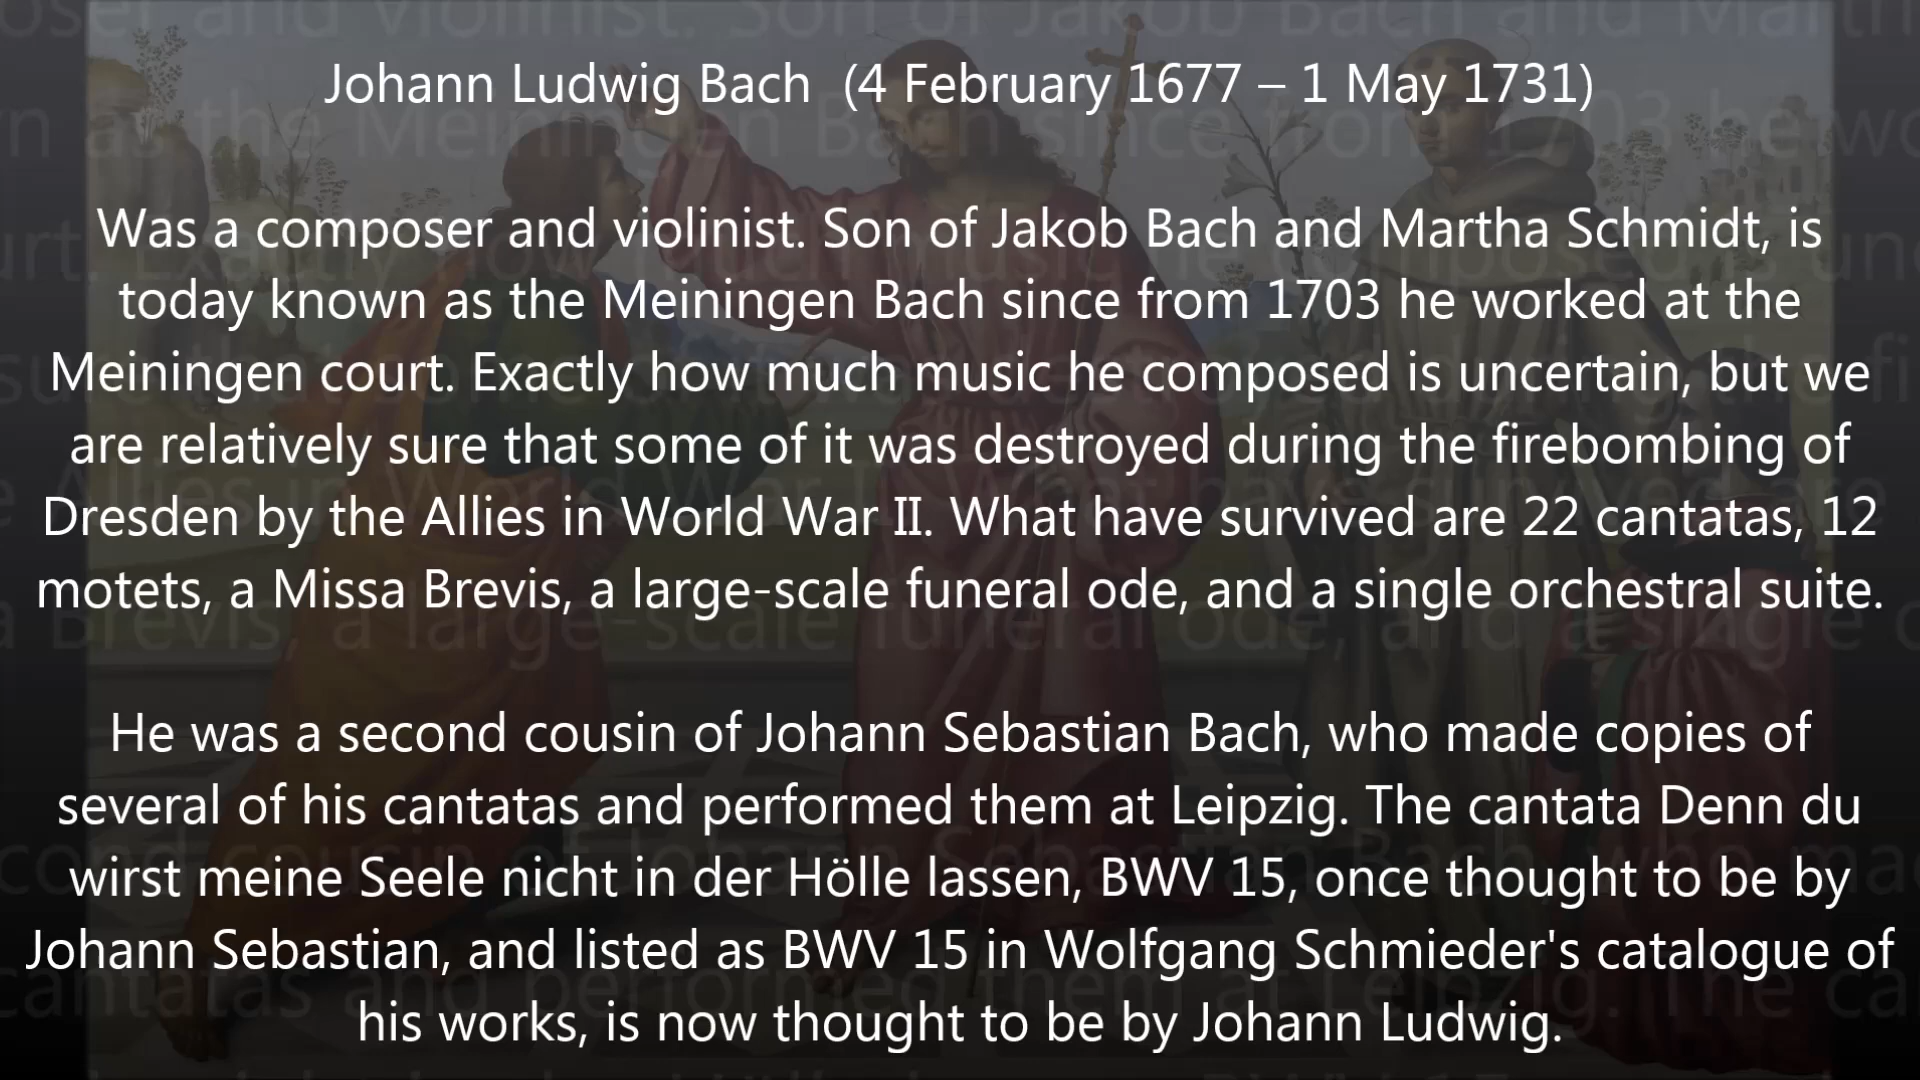 Johann Ludwig Bach (4 February 1677 – 1 May 1731)
Was a composer and violinist. Son of Jakob Bach and Martha Schmidt, is
today known as the Meiningen Bach since from 1703 he worked at the
Meiningen court. Exactly how much music he composed is uncertain, but we
are relatively sure that some of it was destroyed during the firebombing of
Dresden by the Allies in World War II. What have survived are 22 cantatas, 12
motets, a Missa Brevis, a large-scale funeral ode, and a single orchestral suite.
He was a second cousin of Johann Sebastian Bach, who made copies of
several of his cantatas and performed them at Leipzig. The cantata Denn du
wirst meine Seele nicht in der Hölle lassen, BWV 15, once thought to be by
Johann Sebastian, and listed as BWV 15 in Wolfgang Schmieder's catalogue of
his works, is now thought to be by Johann Ludwig.